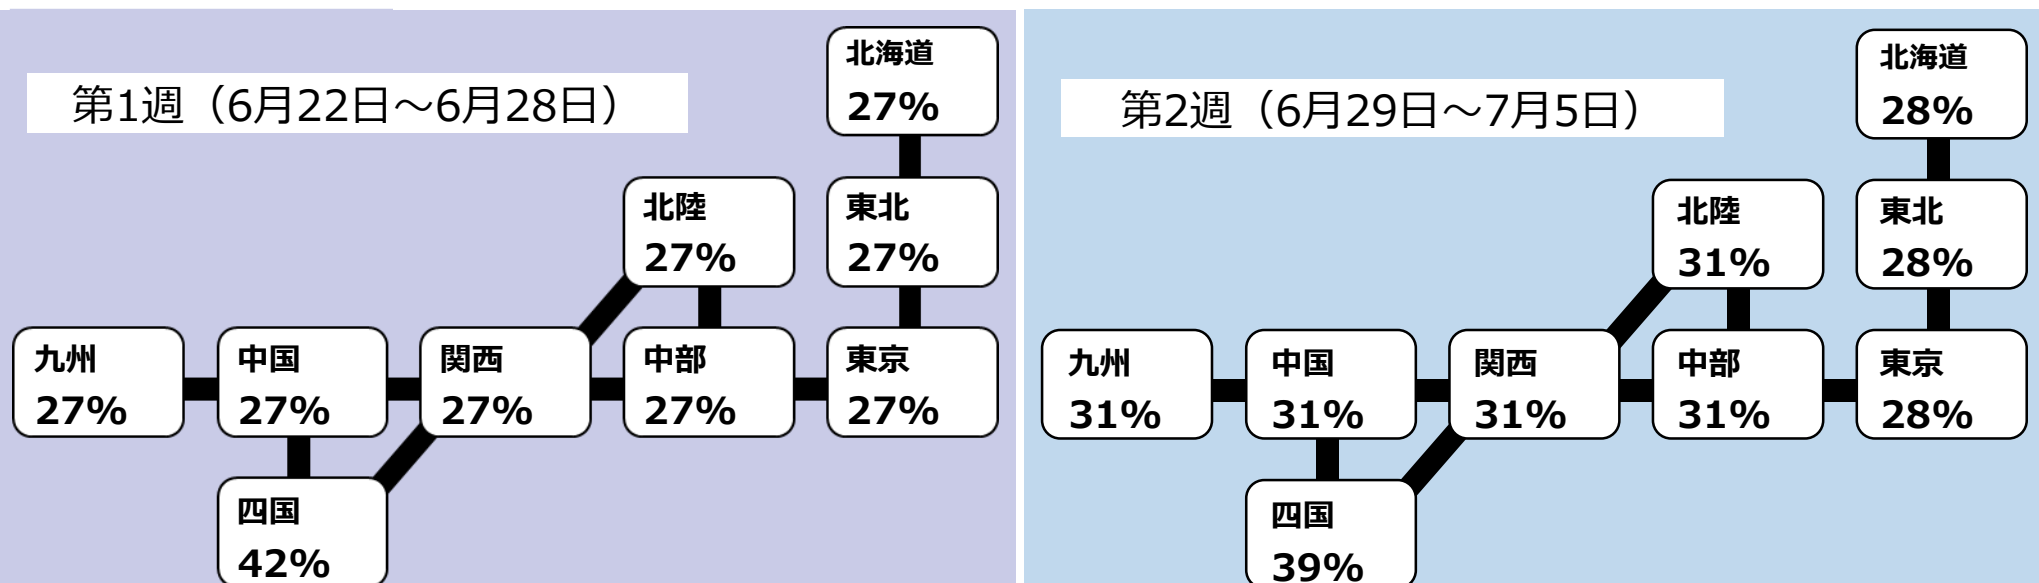 第1週（6月22日～6月28日）
北海道
27%
北陸
27%
東北
27%
九州
27%
中国
27%
関西
27%
中部
27%
東京
27%
四国
42%
第2週（6月29日～7月5日）
北海道
28%
北陸
31%
東北
28%
九州
31%
中国
31%
関西
31%
中部
31%
東京
28%
四国
39%